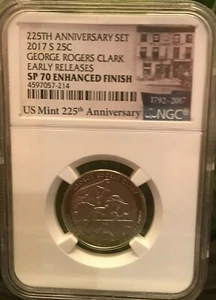 225TH ANNIVERSARY SET
2017 S 25C
GEORGE ROGERS CLARK
EARLY RELEASES
SP 70 ENHANCED FINISH
4597057-214
1792-2017
US Mint 225th Anniversary
NGC